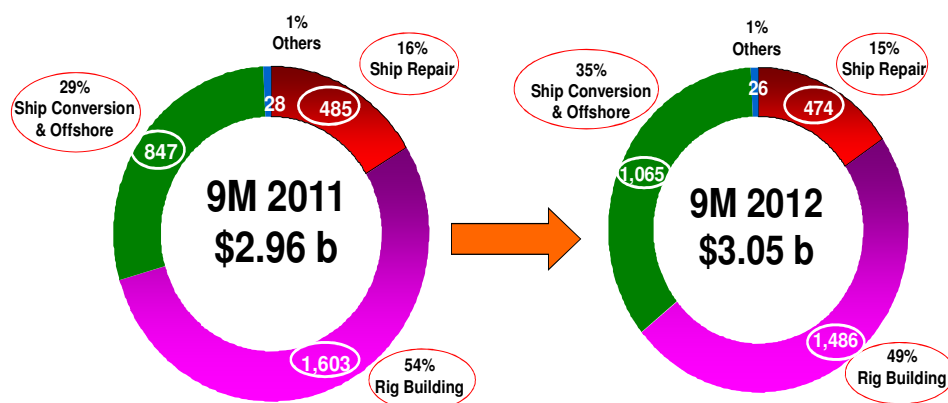 1%
Others
16%
Ship Repair
29%
Ship Conversion
& Offshore
28
485
847
9M 2011
$2.96 b
1,603
54%
Rig Building
1%
Others
15%
Ship Repair
35%
Ship Conversion
& Offshore
26
474
1,065
9M 2012
$3.05 b
1,486
49%
Rig Building